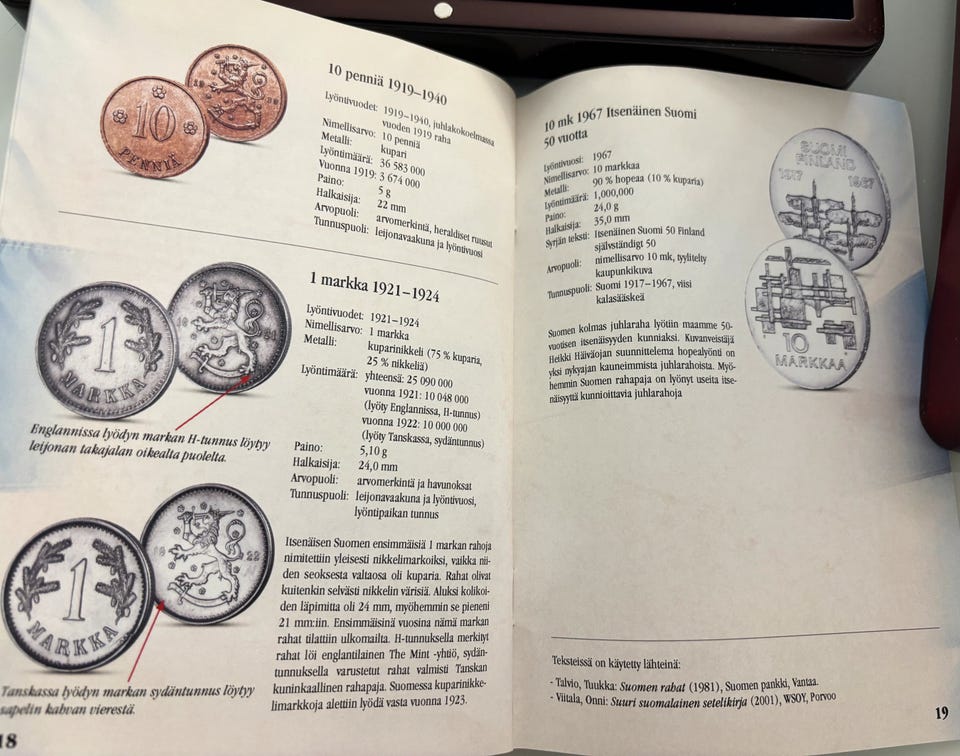 10 penniä 1919–1940
Lyöntivuodet: 1919–1940, juhlakokoelmassa
vuoden 1919 raha
Nimellisarvo: 10 penniä
Metalli: kupari
Lyöntimäärä: 36 583 000
Vuonna 1919: 3 674 000
Paino: 5 g
Halkaisija: 22 mm
Arvopuoli: arvomerkintä, heraldiset ruusut
Tunnuspuoli: leijonavaakuna ja lyöntivuosi
10
PENNIÄ
1 markka 1921–1924
Lyöntivuodet: 1921–1924
Nimellisarvo: 1 markka
Metalli: kuparinikkeli (75 % kuparia,
25 % nikkeliä)
Lyöntimäärä: yhteensä: 25 090 000
vuonna 1921: 10 048 000
(lyöty Englannissa, H-tunnus)
vuonna 1922: 10 000 000
(lyöty Tanskassa, sydäntunnus)
Paino: 5,10 g
Halkaisija: 24,0 mm
Arvopuoli: arvomerkintä ja havunoksat
Tunnuspuoli: leijonavaakuna ja lyöntivuosi,
lyöntipaikan tunnus
1
MARKKA
Englannissa lyödyn markan H-tunnus löytyy
leijonan takajalan oikealta puolelta.
1
MARKKA
19 22
Tanskassa lyödyn markan sydäntunnus löytyy
sapelin kahvan vierestä.
Itsenäisen Suomen ensimmäisiä 1 markan rahoja
nimitettiin yleisesti nikkelimarkoiksi, vaikka nii-
den seoksesta valtaosa oli kuparia. Rahat olivat
kuitenkin selvästi nikkelin värisiä. Aluksi kolikoi-
den läpimitta oli 24 mm, myöhemmin se pieneni
21 mm:iin. Ensimmäisinä vuosina nämä markan
rahat tilattiin ulkomailta. H-tunnuksella merkityt
rahat löi englantilainen The Mint -yhtiö, sydän-
tunnuksella varustetut rahat valmisti Tanskan
kuninkaallinen rahapaja. Suomessa kuparinikke-
limarkkoja alettiin lyödä vasta vuonna 1923.
18
10 mk 1967 Itsenäinen Suomi
50 vuotta
Lyöntivuosi: 1967
Nimellisarvo: 10 markkaa
Metalli: 90 % hopeaa (10 % kuparia)
Lyöntimäärä: 1,000,000
Paino: 24,0 g
Halkaisija: 35,0 mm
Syrjän teksti: Itsenäinen Suomi 50 Finland
självständigt 50
Arvopuoli: nimellisarvo 10 mk, tyylitelty
kaupunkikuva
Tunnuspuoli: Suomi 1917–1967, viisi
kalasääskeä
SUOMI
FINLAND
1917 1967
10
MARKKAA
Suomen kolmas juhlaraha lyötiin maamme 50-
vuotisen itsenäisyyden kunniaksi. Kuvanveistäjä
Heikki Häiväojan suunnittelema hopealyönti on
yksi nykyajan kauneimmista juhlarahoista. Myö-
hemmin Suomen rahapaja on lyönyt useita itse-
näisyttä kunnioittavia juhlarahoja
Teksteissä on käytetty lähteinä:
- Talvio, Tuukka: Suomen rahat (1981), Suomen pankki, Vantaa.
- Viitala, Onni: Suuri suomalainen setelikirja (2001), WSOY, Porvoo
19